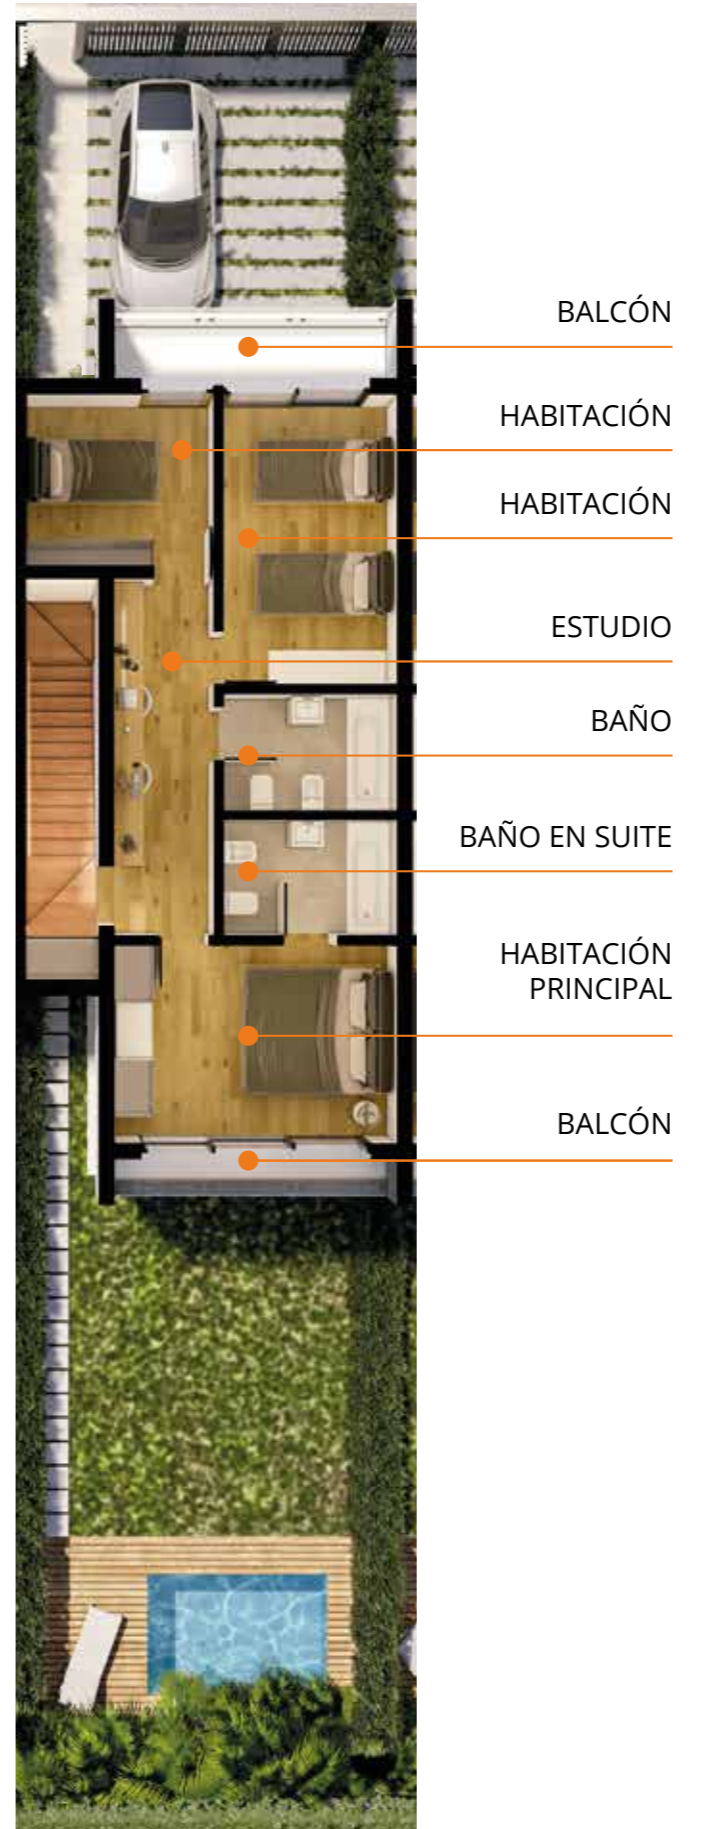 BALCÓN
HABITACIÓN
HABITACIÓN
ESTUDIO
BAÑO
BAÑO EN SUITE
HABITACIÓN
PRINCIPAL
BALCÓN